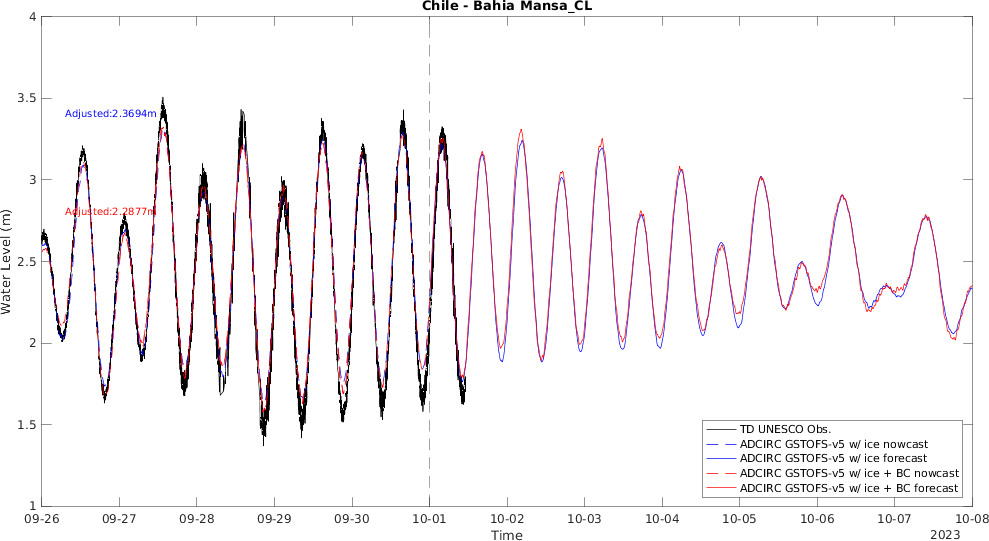 Chile - Bahia Mansa_CL
4
3.5
3
2.5
2
1.5
1
Water Level (m)
Adjusted:2.3694m
Adjusted:2.2877m
TD UNESCO Obs.
ADCIRC GSTOFS-v5 w/ ice nowcast
ADCIRC GSTOFS-v5 w/ ice forecast
ADCIRC GSTOFS-v5 w/ ice + BC nowcast
ADCIRC GSTOFS-v5 w/ ice + BC forecast
09-26 09-27 09-28 09-29 09-30 10-01 10-02 10-03 10-04 10-05 10-06 10-07 10-08
Time
2023